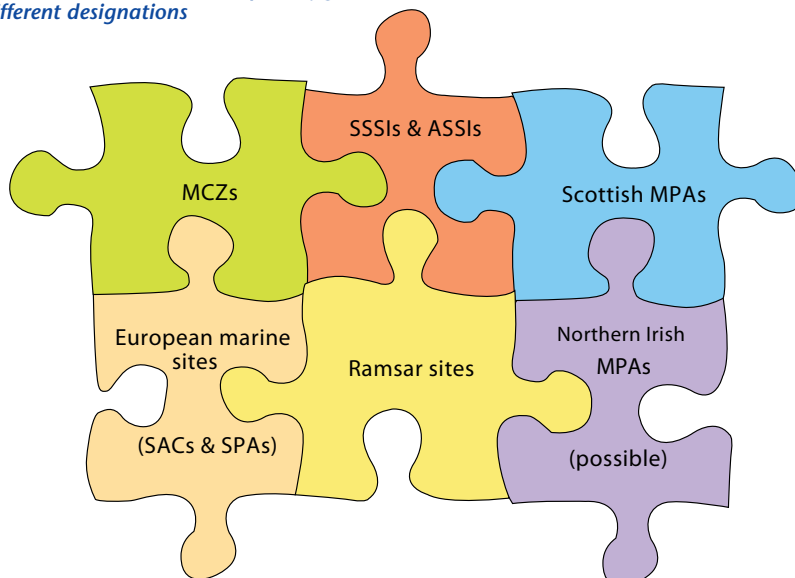 fferent designations
SSSIs & ASSIs
MCZs
Scottish MPAs
European marine
sites
(SACs & SPAs)
Ramsar sites
Northern Irish
MPAs
(possible)